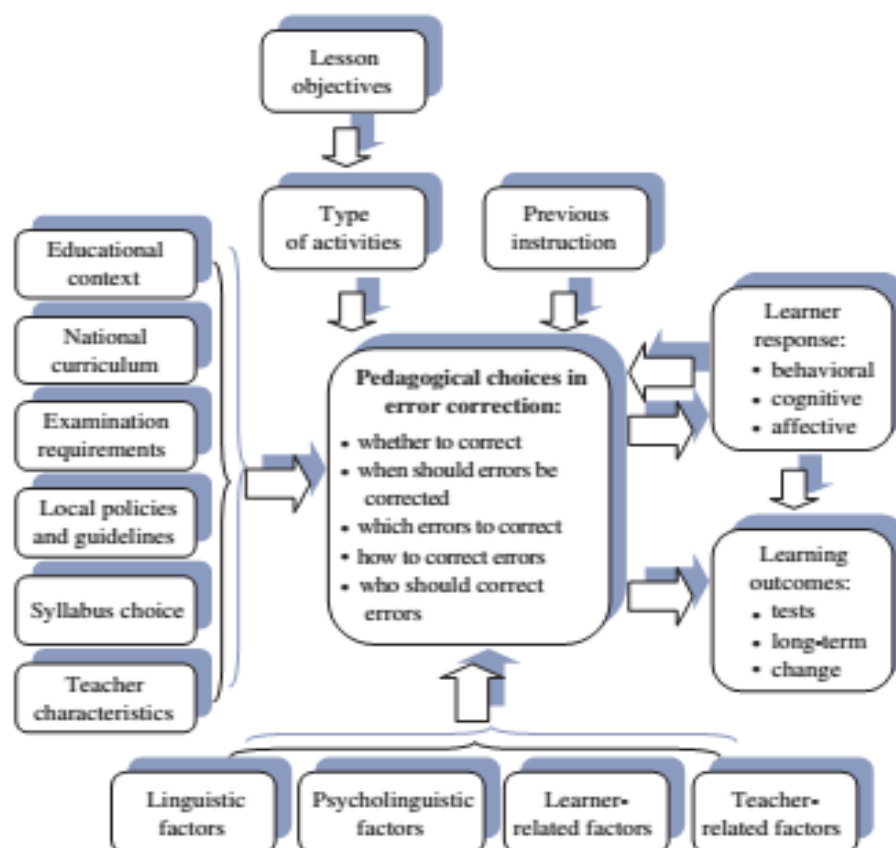 Lesson
objectives
Type
of activities
Previous
instruction
Educational
context
National
curriculum
Examination
requirements
Local policies
and guidelines
Syllabus choice
Teacher
characteristics
Pedagogical choices in
error correction:
• whether to correct
• when should errors be
corrected
• which errors to correct
• how to correct errors
• who should correct
errors
Learner
response:
• behavioral
• cognitive
• affective
Learning
outcomes:
• tests
• long-term
• change
Linguistic
factors
Psycholinguistic
factors
Learner-
related factors
Teacher-
related factors